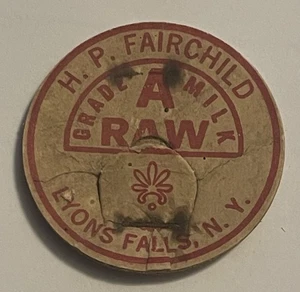 H. P. FAIRCHILD
GRADE A MILK
RAW
LYONS FALLS, N. Y.